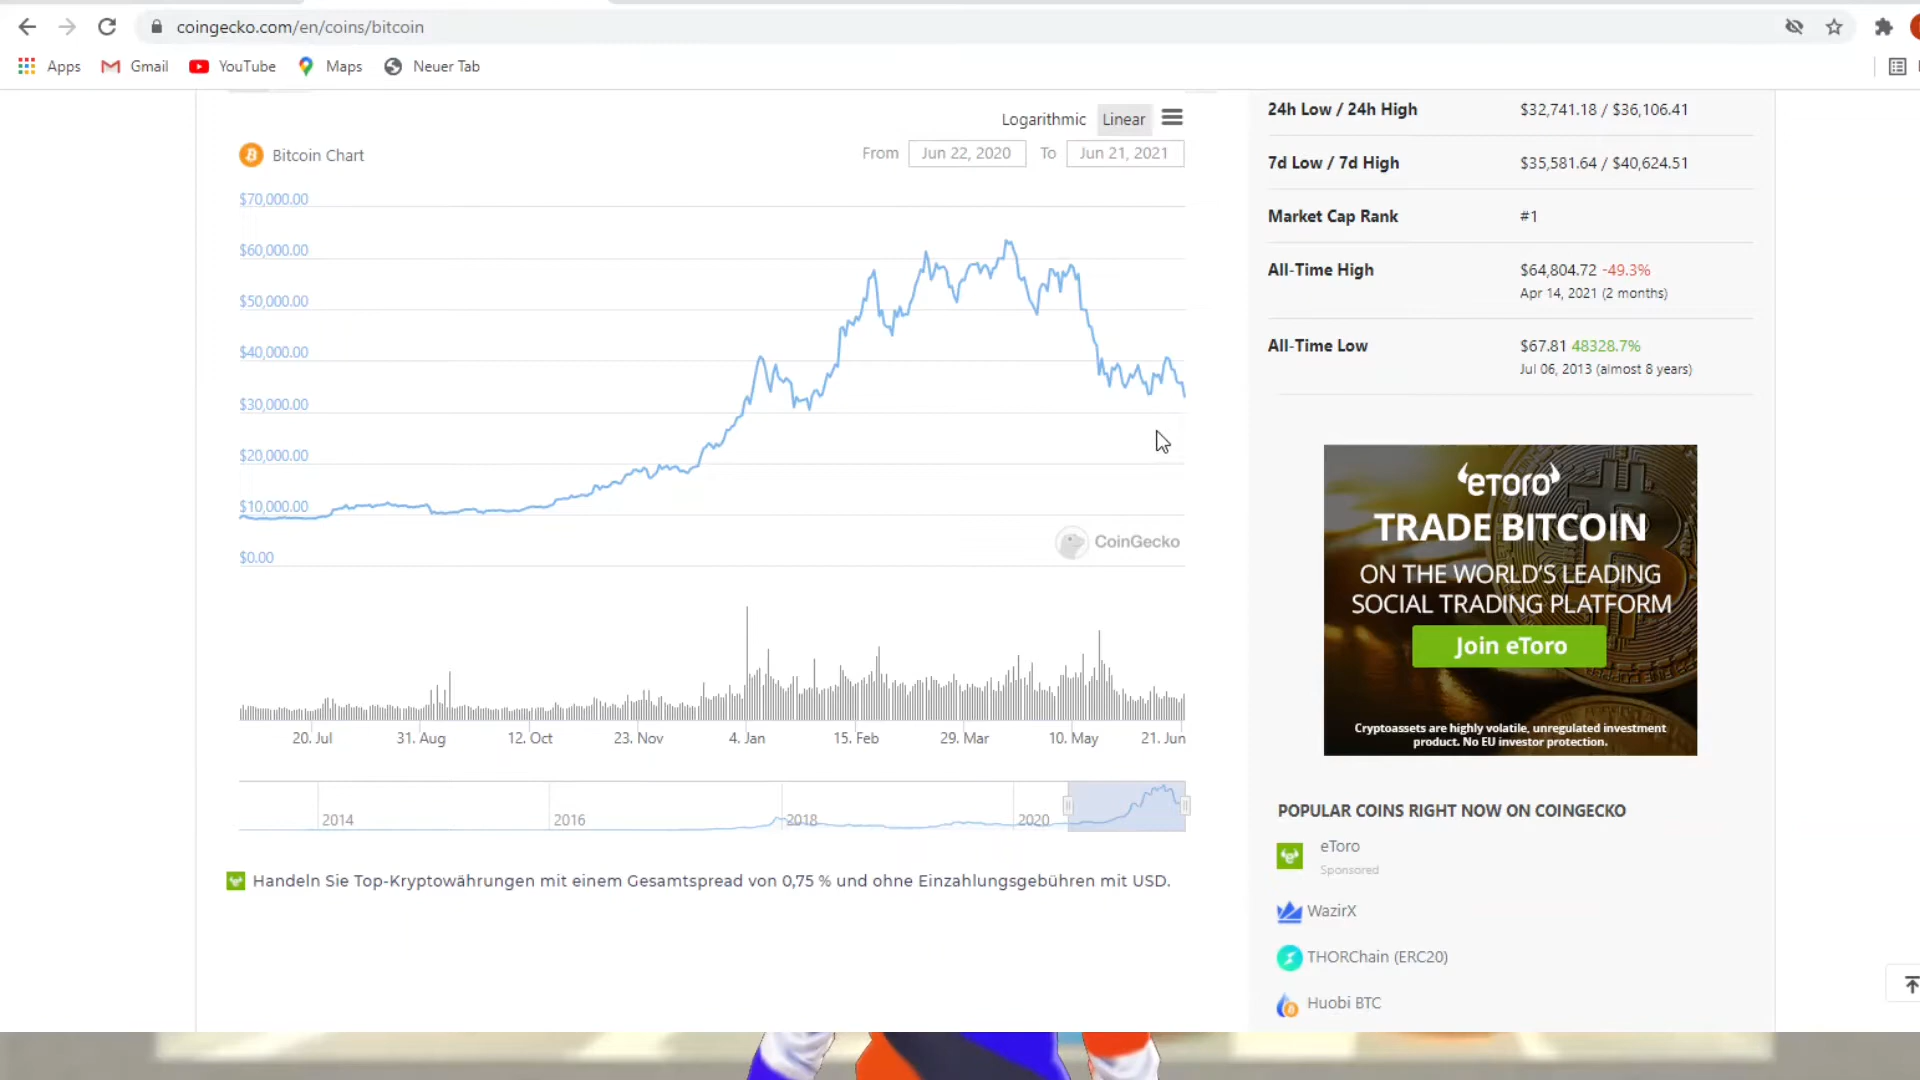 coingecko.com/en/coins/bitcoin
Apps
Gmail
YouTube
Maps
Neuer Tab
Logarithmic
Linear
Bitcoin Chart
From
Jun 22, 2020
To
Jun 21, 2021
$70,000.00
$60,000.00
$50,000.00
$40,000.00
$30,000.00
$20,000.00
$10,000.00
$0.00
CoinGecko
20. Jul
31. Aug
12. Oct
23. Nov
4. Jan
15. Feb
29. Mar
10. May
21. Jun
2014
2016
2018
2020
Handeln Sie Top-Kryptowährungen mit einem Gesamtspread von 0,75 % und ohne Einzahlungsgebühren mit USD.
24h Low / 24h High
$32,741.18 / $36,106.41
7d Low / 7d High
$35,581.64 / $40,624.51
Market Cap Rank
#1
All-Time High
$64,804.72 -49.3%
Apr 14, 2021 (2 months)
All-Time Low
$67.81 48328.7%
Jul 06, 2013 (almost 8 years)
eToro
TRADE BITCOIN
ON THE WORLD'S LEADING
SOCIAL TRADING PLATFORM
Join eToro
Cryptoassets are highly volatile, unregulated investment
product. No EU investor protection.
POPULAR COINS RIGHT NOW ON COINGECKO
eToro
Sponsored
WazirX
THORChain (ERC20)
Huobi BTC